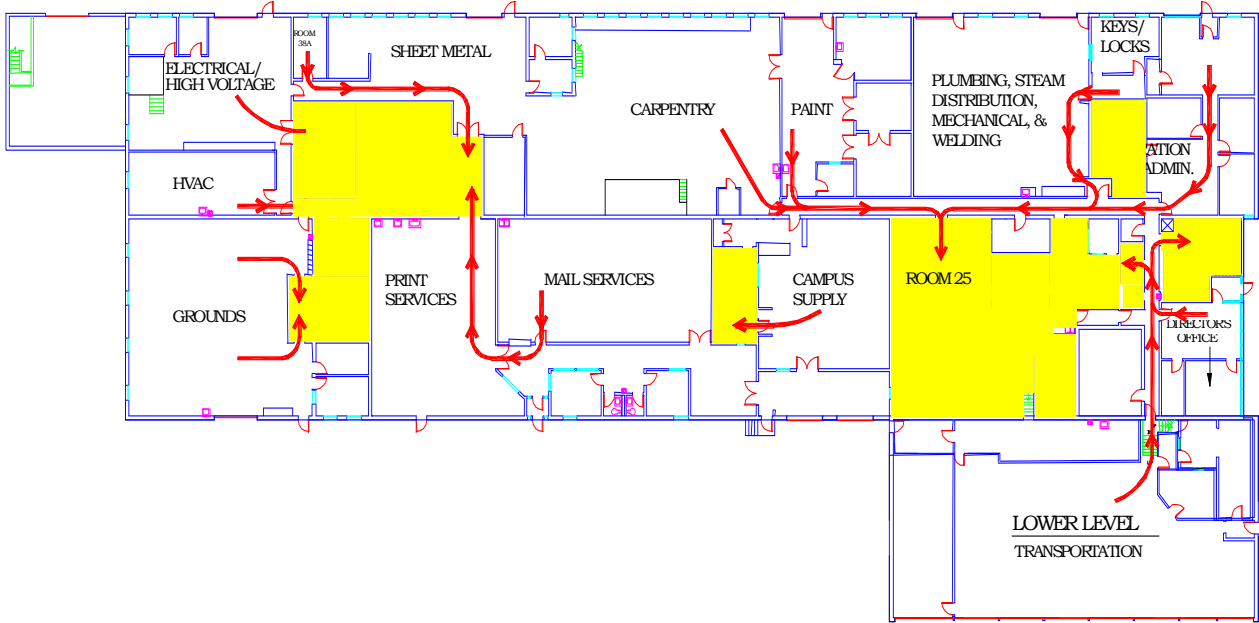 ROOM
38A
SHEET METAL
KEYS/
LOCKS
ELECTRICAL/
HIGH VOLTAGE
CARPENTRY
PAINT
PLUMBING, STEAM
DISTRIBUTION,
MECHANICAL, &
WELDING
ATION
ADMIN.
HVAC
GROUNDS
PRINT
SERVICES
MAIL SERVICES
CAMPUS
SUPPLY
ROOM 25
DIRECTORS
OFFICE
LOWER LEVEL
TRANSPORTATION